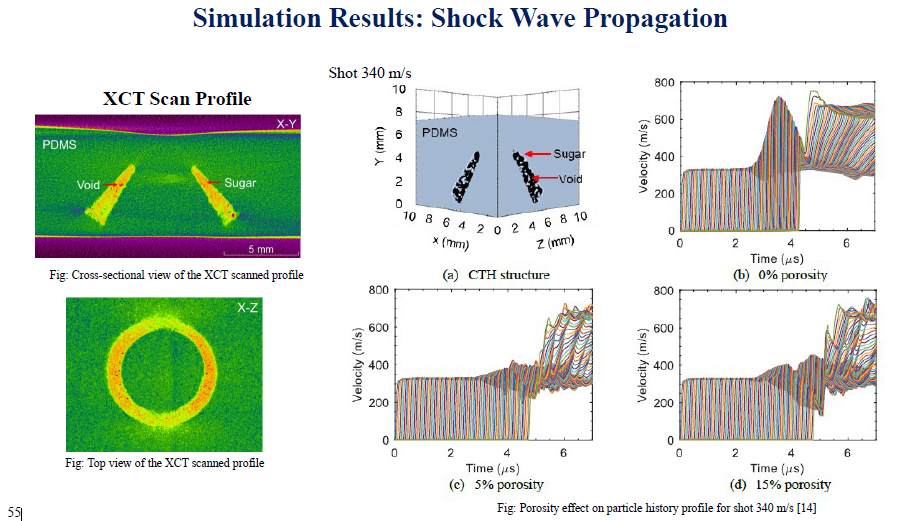 Simulation Results: Shock Wave Propagation
XCT Scan Profile
X-Y
PDMS
Void
Sugar
5 mm
Fig: Cross-sectional view of the XCT scanned profile
X-Z
Fig: Top view of the XCT scanned profile
Shot 340 m/s
10
8
6
4
2
0
Y (mm)
PDMS
Sugar
Void
10 8 6 4 2 0 2 4 6 8 10
x (mm)
Z (mm)
(a) CTH structure
800
600
400
200
0
Velocity (m/s)
0 2 4 6
Time (μs)
(b) 0% porosity
800
600
400
200
0
Velocity (m/s)
0 2 4 6
Time (μs)
(c) 5% porosity
800
600
400
200
0
Velocity (m/s)
0 2 4 6
Time (μs)
(d) 15% porosity
Fig: Porosity effect on particle history profile for shot 340 m/s [14]
55